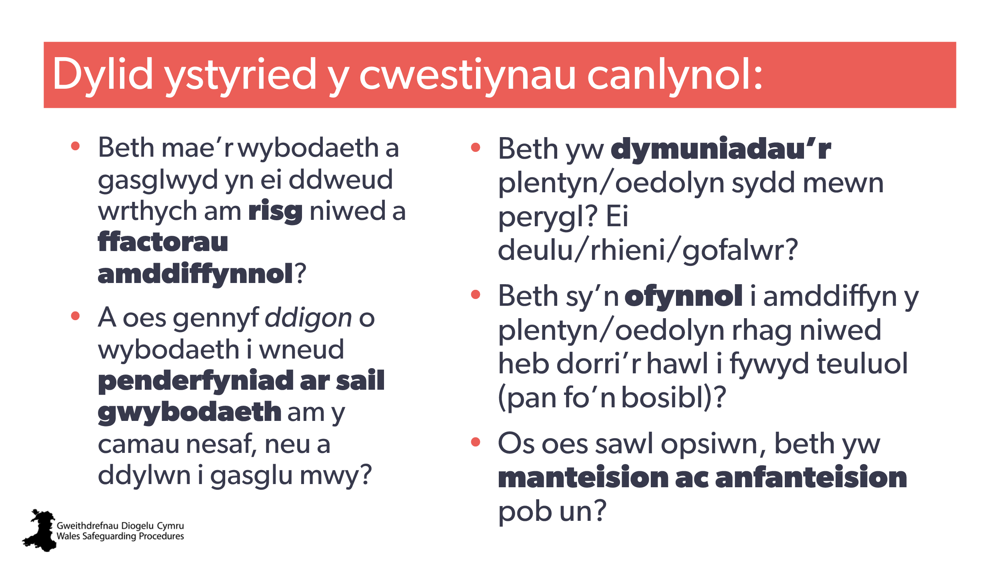 Dylid ystyried y cwestiynau canlynol:
• Beth mae’r wybodaeth a
gasglwyd yn ei ddweud
wrthych am risg niwed a
ffactorau
amddiffynnol?
• A oes gennyf ddigon o
wybodaeth i wneud
penderfyniad ar sail
gwybodaeth am y
camau nesaf, neu a
ddylwn i gasglu mwy?
• Beth yw dymuniadau’r
plentyn/oedolyn sydd mewn
perygl? Ei
deulu/rhieni/gofalwr?
• Beth sy’n ofynnol i amddiffyn y
plentyn/oedolyn rhag niwed
heb dorri’r hawl i fywyd teuluol
(pan fo’n bosibl)?
• Os oes sawl opsiwn, beth yw
manteision ac anfanteision
pob un?
Gweithdrefnau Diogelu Cymru
Wales Safeguarding Procedures